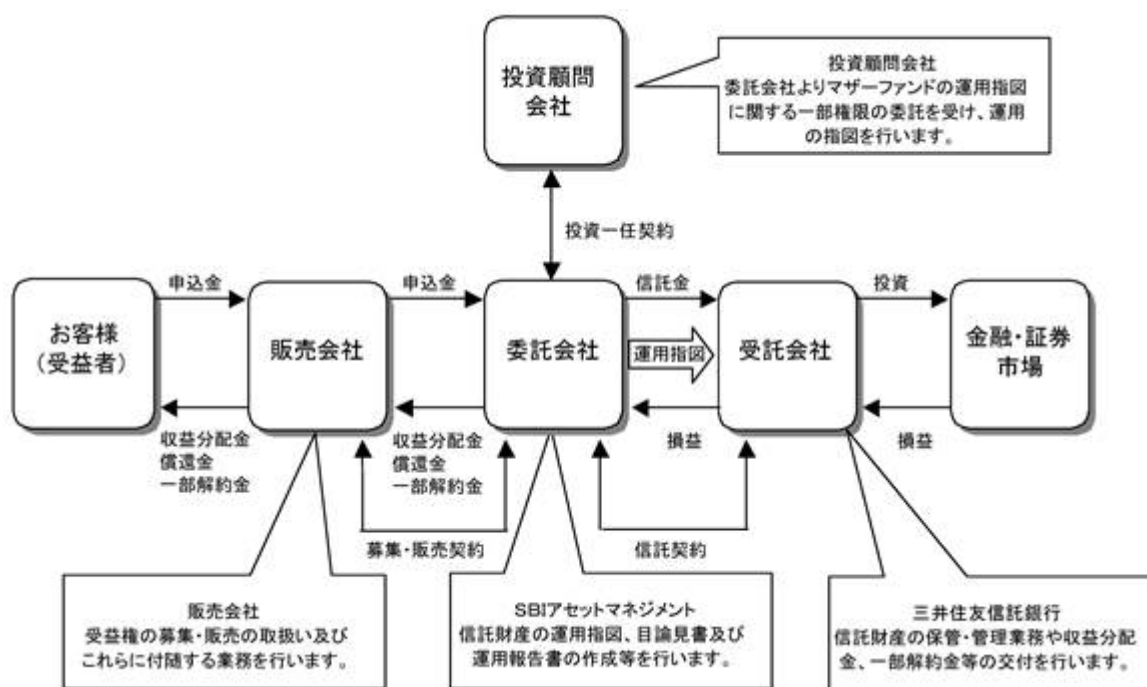 投資顧問
会社
投資顧問会社
委託会社よりマザーファンドの運用指図
に関する一部権限の委託を受け、運用
の指図を行います。
投資一任契約
申込金
申込金
信託金
投資
お客様
(受益者)
販売会社
委託会社
運用指図
受託会社
金融・証券
市場
収益分配金
償還金
一部解約金
収益分配金
償還金
一部解約金
損益
損益
募集・販売契約
信託契約
販売会社
受益権の募集・販売の取扱い及び
これらに付随する業務を行います。
SBIアセットマネジメント
信託財産の運用指図、目論見書及び
運用報告書の作成等を行います。
三井住友信託銀行
信託財産の保管・管理業務や収益分配
金、一部解約金等の交付を行います。